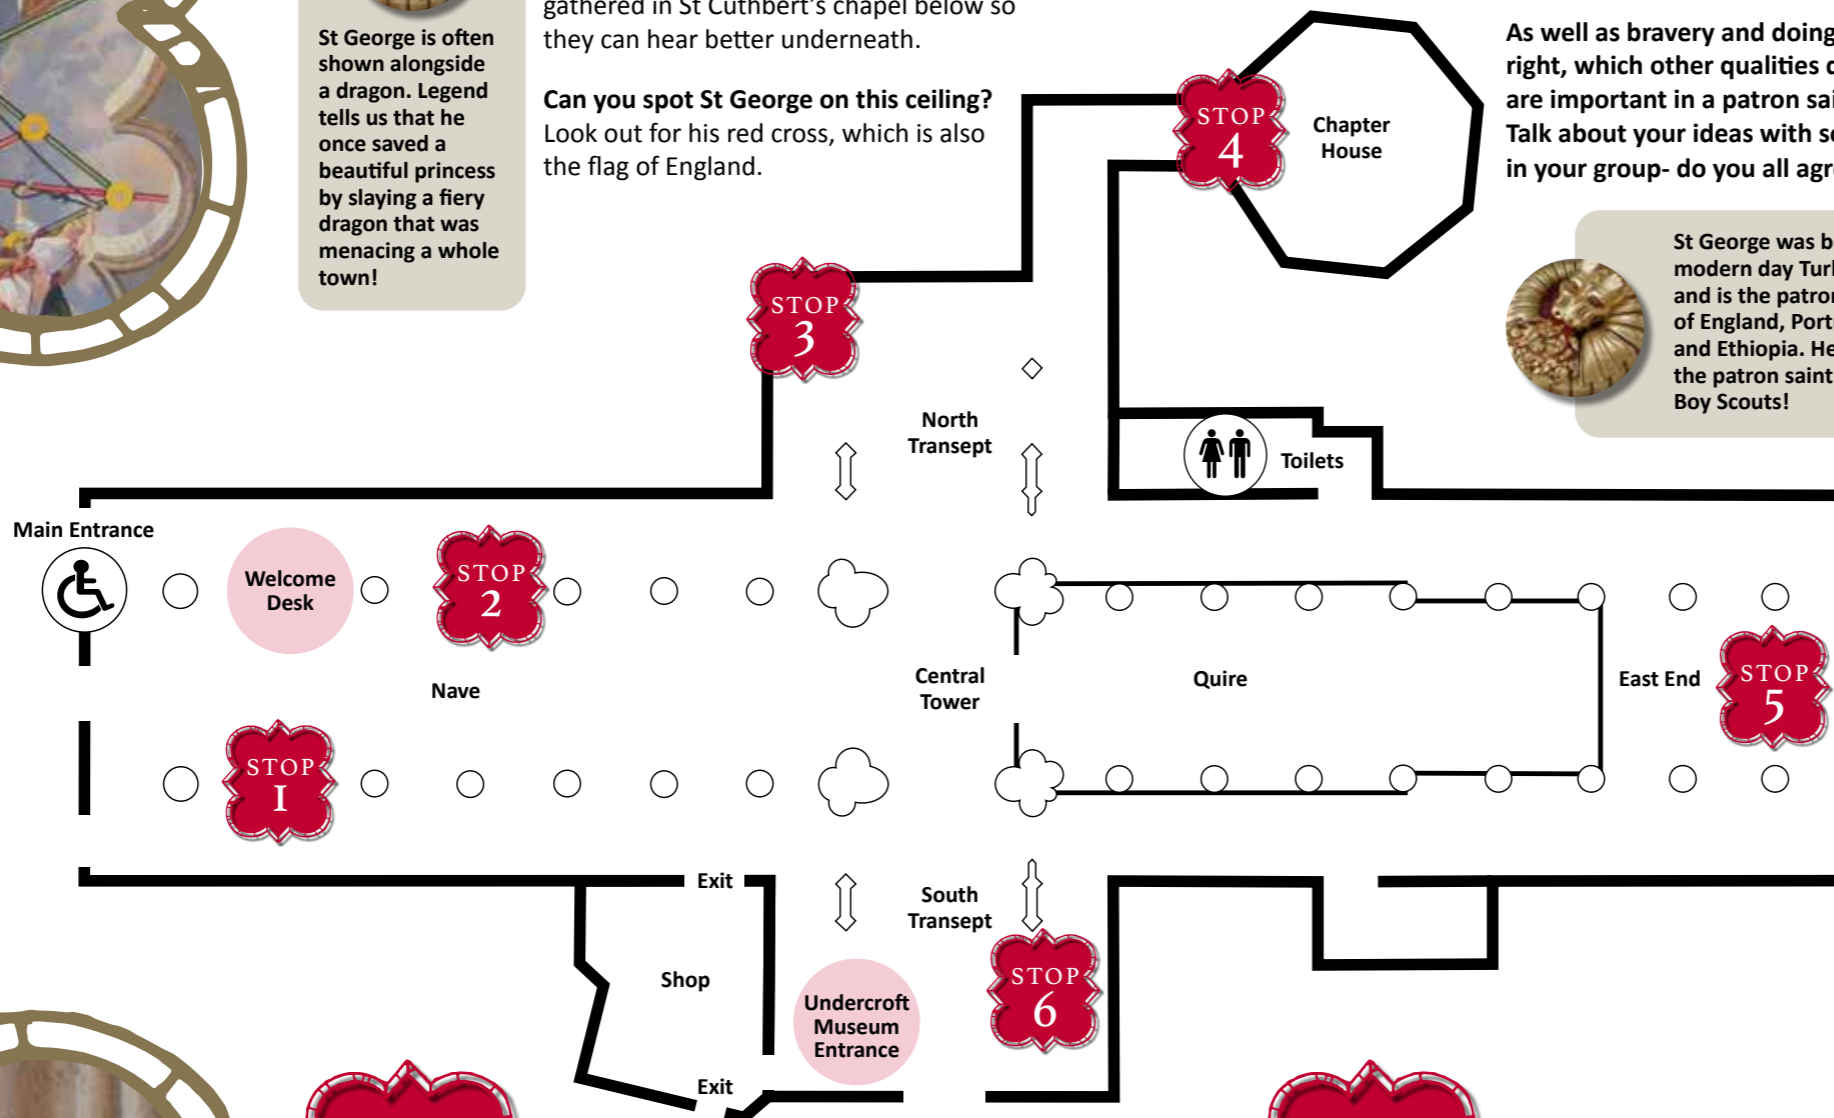 St George is often
shown alongside
a dragon. Legend
tells us that he
once saved a
beautiful princess
by slaying a fiery
dragon that was
menacing a whole
town!
gathered in St Cuthbert's chapel below so
they can hear better underneath.
Can you spot St George on this ceiling?
Look out for his red cross, which is also
the flag of England.
As well as bravery and doing
right, which other qualities
are important in a patron
Talk about your ideas with
in your group- do you all
St George was
modern day
and is the
of England,
and Ethiopia. He
the patron saint
Boy Scouts!
STOP
4
Chapter
House
STOP
3
North
Transept
Toilets
Main Entrance
Welcome
Desk
STOP
2
Nave
Central
Tower
Quire
East End
STOP
5
STOP
1
Exit
South
Transept
Shop
Undercroft
Museum
Entrance
STOP
6
Exit